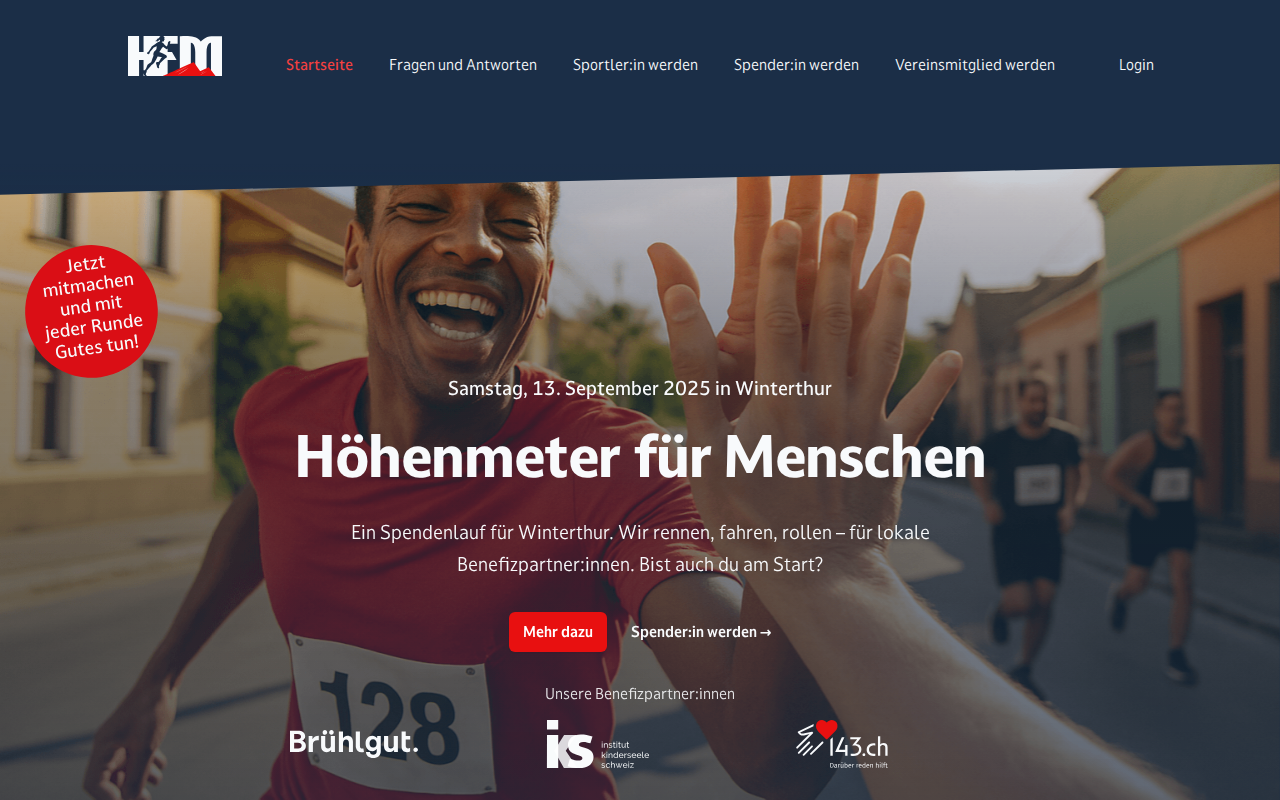 HFM
Startseite
Fragen und Antworten
Sportler:in werden
Spender:in werden
Vereinsmitglied werden
Login
Jetzt
mitmachen
und mit
jeder Runde
Gutes tun!
Samstag, 13. September 2025 in Winterthur
Höhenmeter für Menschen
Ein Spendenlauf für Winterthur. Wir rennen, fahren, rollen – für lokale
Benefizpartner:innen. Bist auch du am Start?
Mehr dazu
Spender:in werden →
Unsere Benefizpartner:innen
128
Brühlgut.
iks
institut
kinderseele
schweiz
143.ch
Darüber reden hilft